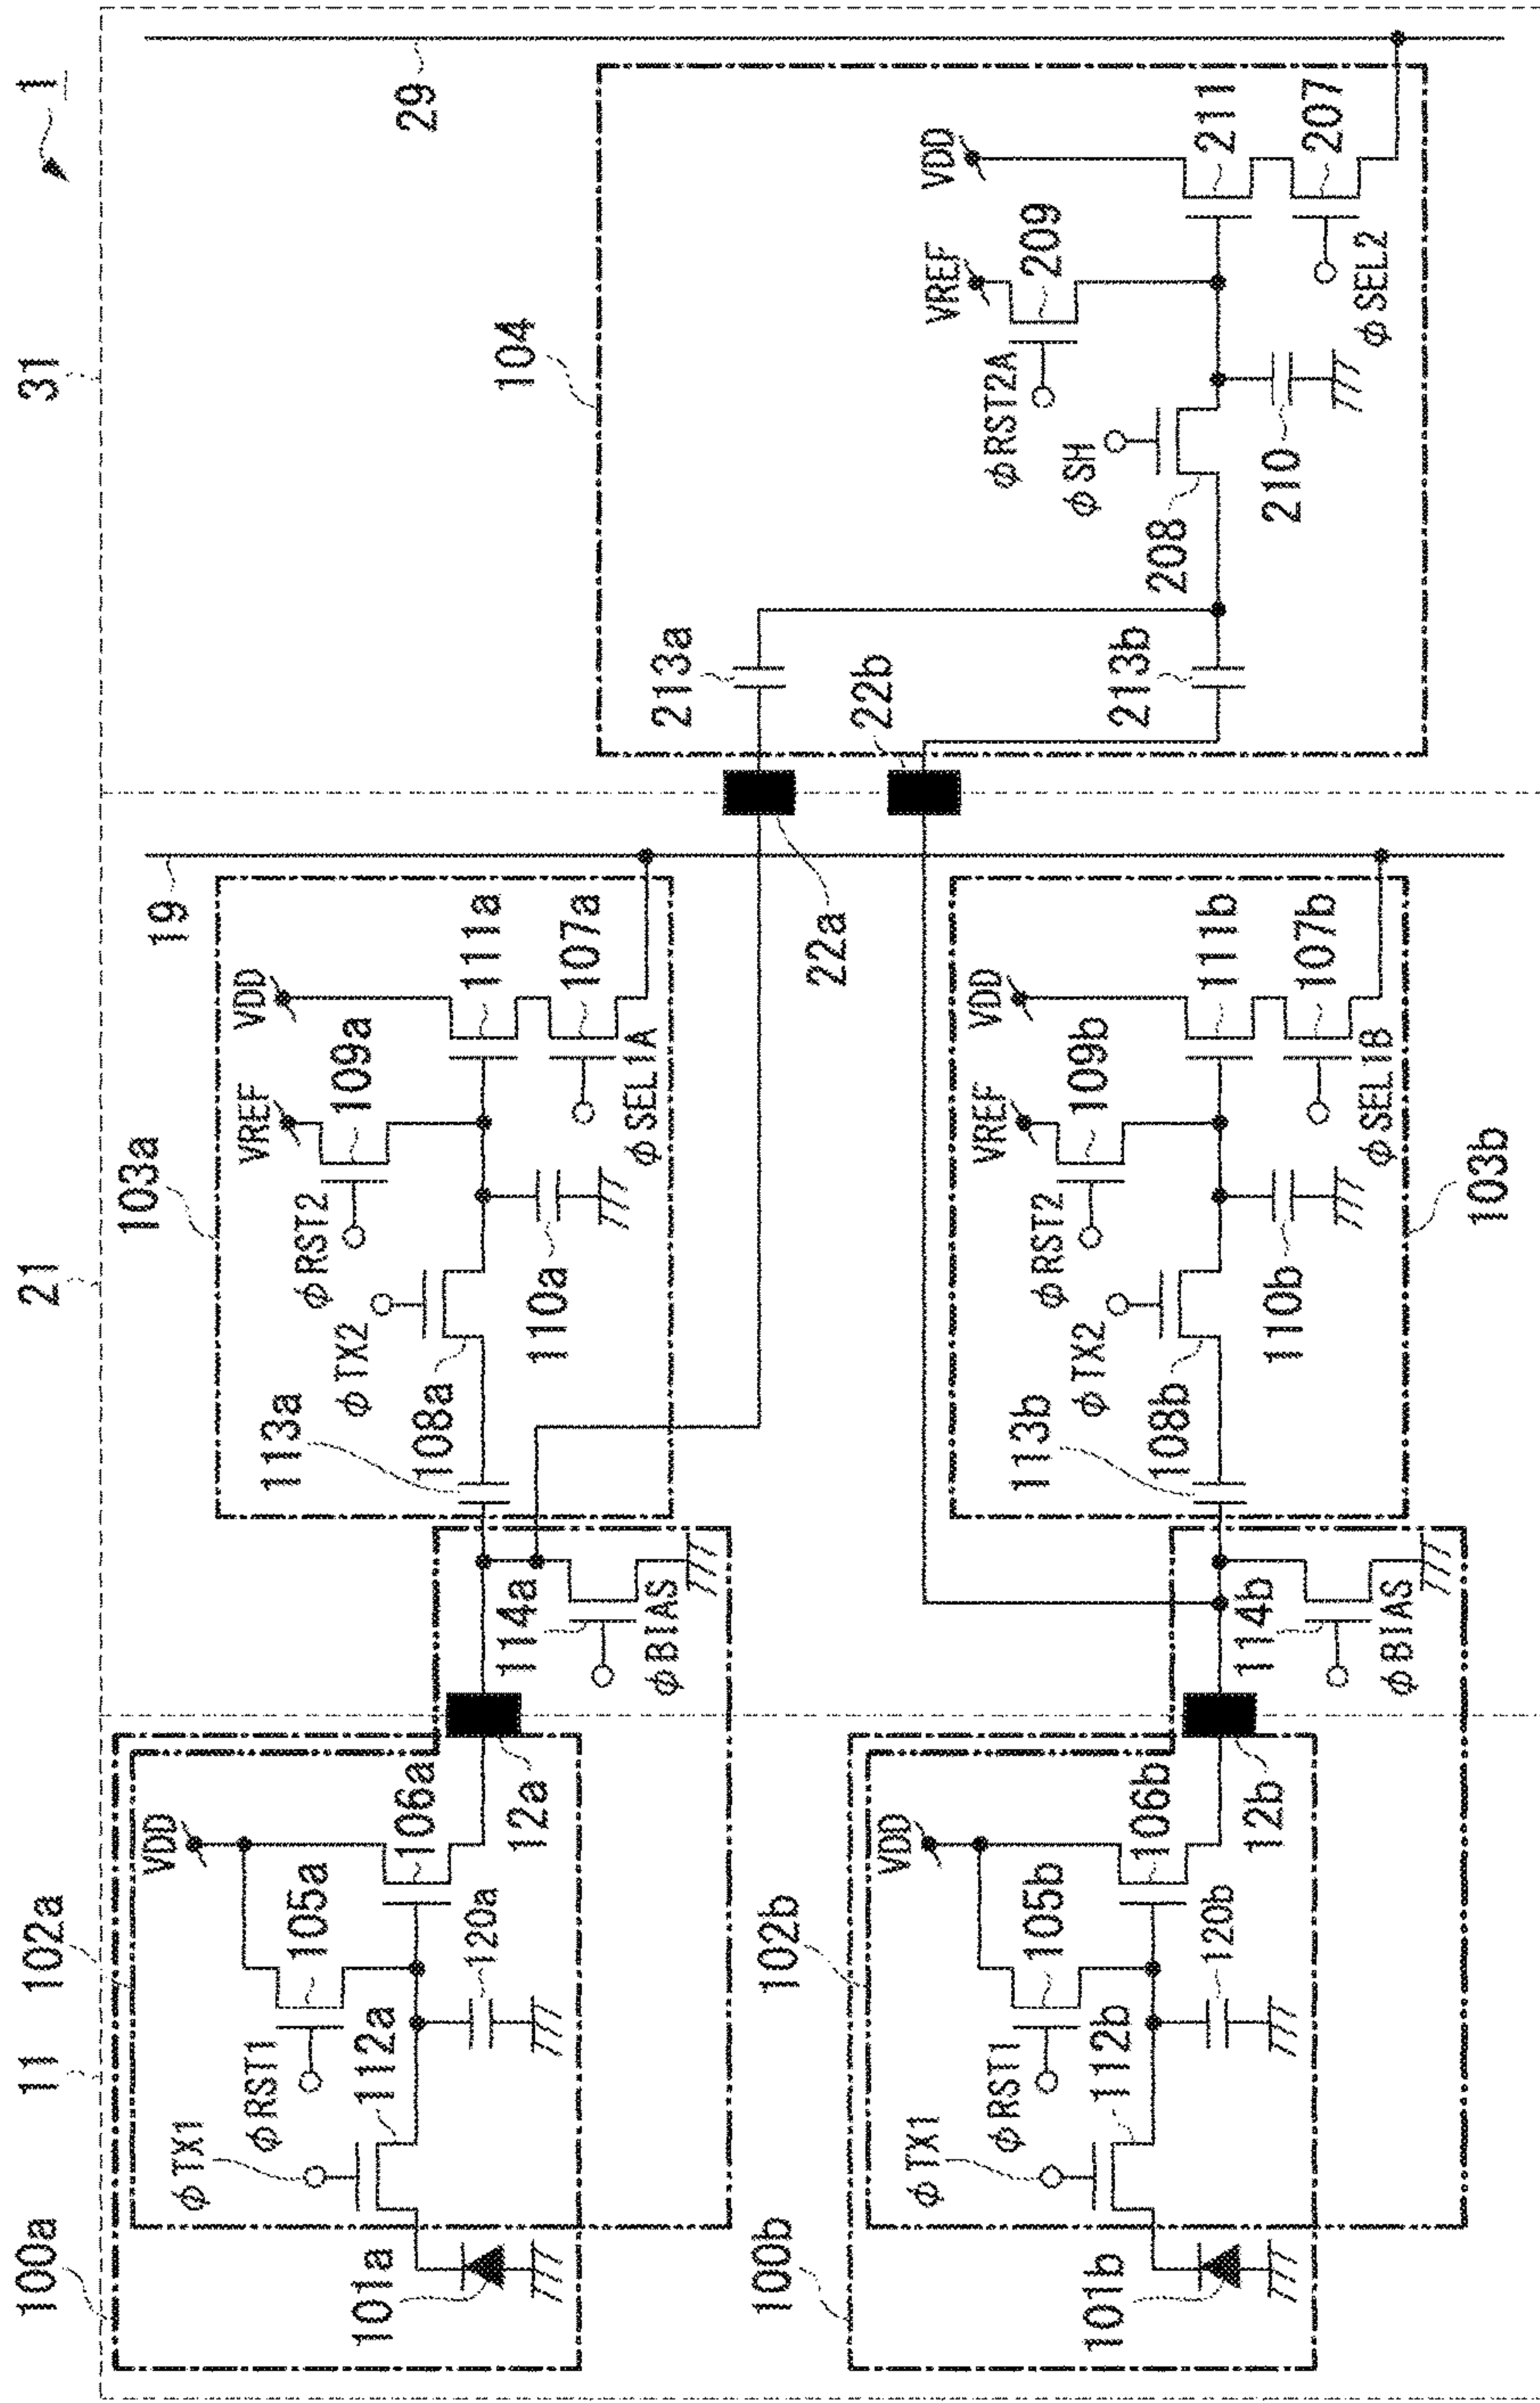 1
11
21
31
100a
102a
103a
104
19
29
φTX1
φRST1
105a
VDD
106a
112a
120a
101a
12a
113a
φTX2
108a
φRST2
109a
VREF
VDD
111a
107a
110a
φSEL1A
114a
φBIAS
22a
213a
22b
213b
208
φSH
φRST2A
VREF
209
VDD
211
207
210
φSEL2
100b
102b
φTX1
φRST1
105b
VDD
106b
112b
120b
101b
12b
113b
φTX2
108b
φRST2
109b
VREF
VDD
111b
107b
110b
φSEL1B
114b
φBIAS
103b